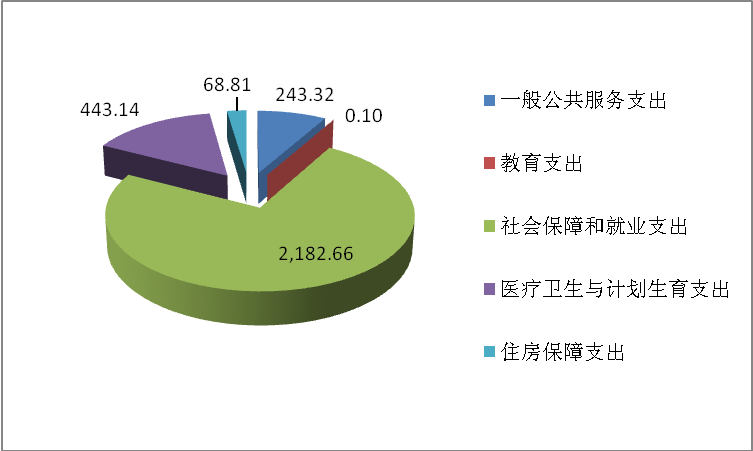 68.81
243.32
443.14
0.10
2,182.66
一般公共服务支出
教育支出
社会保障和就业支出
医疗卫生与计划生育支出
住房保障支出